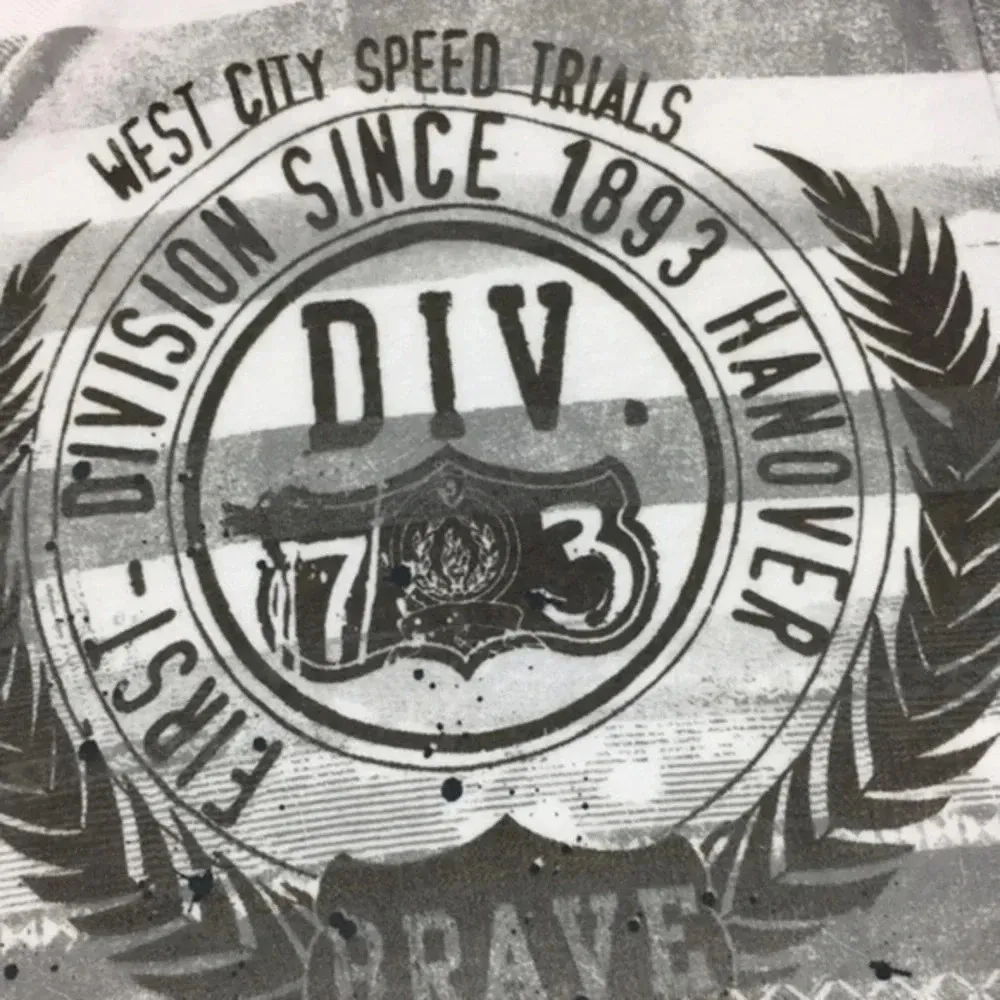 WEST CITY SPEED TRIALS
FIRST-DIVISION SINCE 1893 HANOVER
DIV.
73
BRAVE